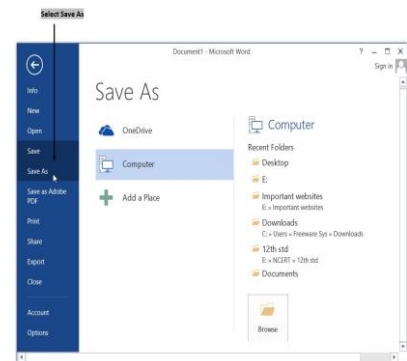 Select Save As
Document1 - Microsoft Word
? – □ X
Sign in
Info
New
Open
Save
Save As
Save as Adobe
PDF
Print
Share
Export
Close
Account
Options
Save As
OneDrive
Computer
Add a Place
Computer
Recent Folders
Desktop
E:
Important websites
E: » Important websites
Downloads
C: » Users » Freeware Sys » Downloads
12th std
E: » NCERT » 12th std
Documents
Browse